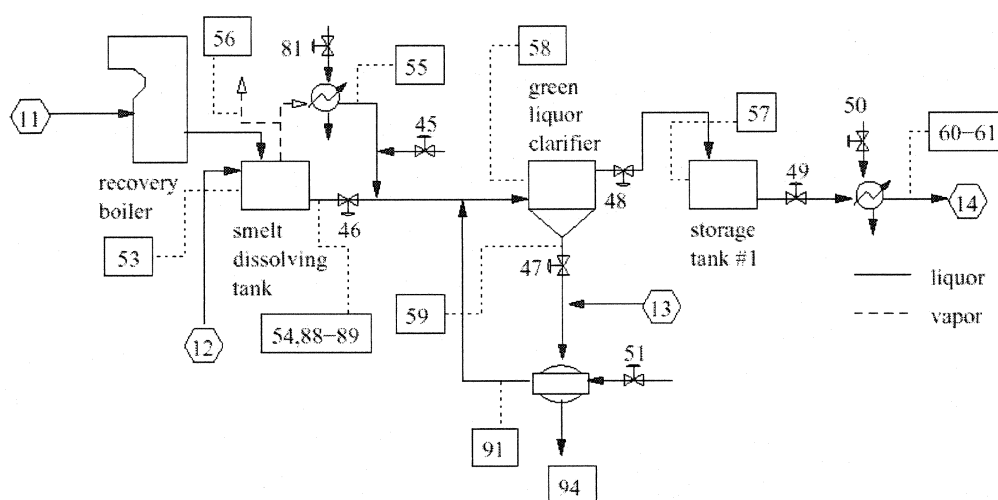 56
81
55
58
50
11
45
green
liquor
clarifier
57
60−61
recovery
boiler
46
48
49
14
53
smelt
dissolving
tank
storage
tank #1
47
59
13
liquor
vapor
12
54,88−89
51
91
94